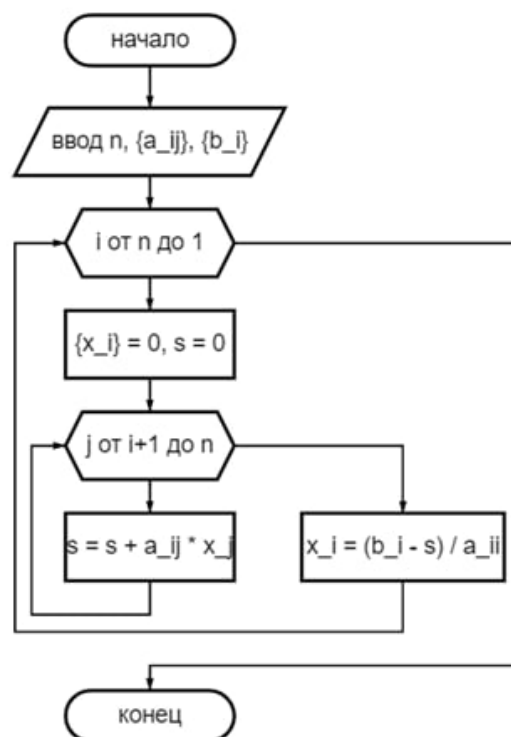 начало
ввод n, {a_ij}, {b_i}
i от n до 1
{x_i} = 0, s = 0
j от i+1 до n
s = s + a_ij * x_j
x_i = (b_i - s) / a_ii
конец